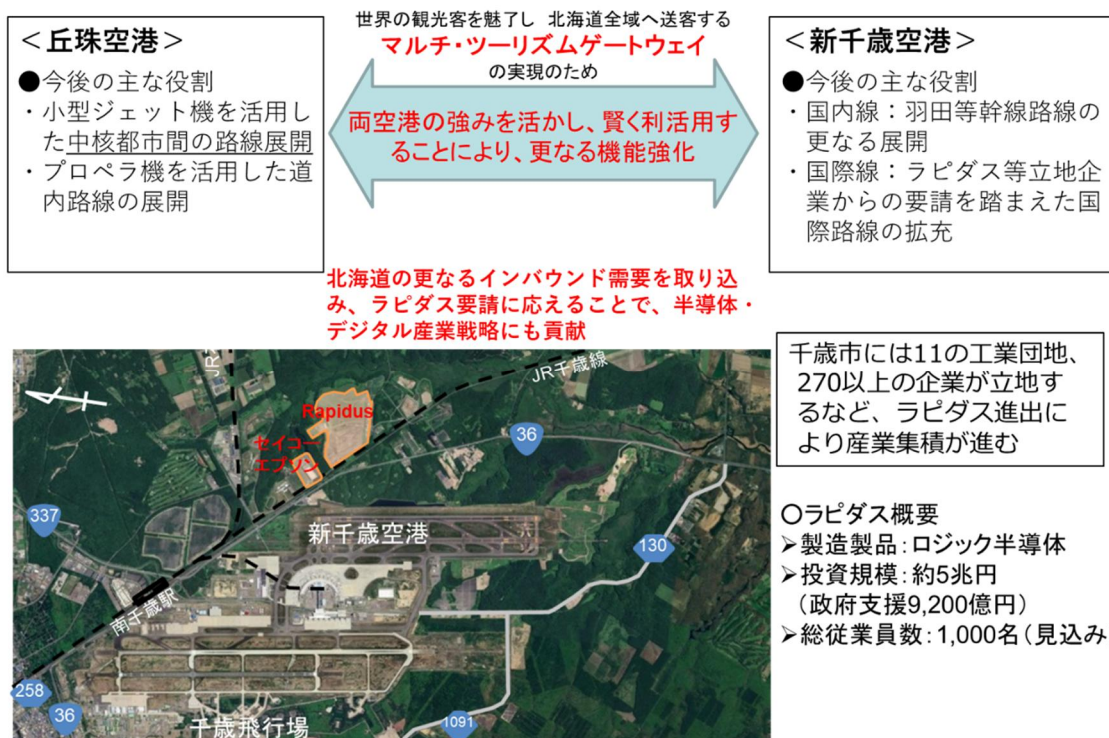 世界の観光客を魅了し 北海道全域へ送客する
マルチ・ツーリズムゲートウェイ
の実現のため
＜丘珠空港＞
●今後の主な役割
・小型ジェット機を活用し
た中核都市間の路線展開
・プロペラ機を活用した道
内路線の展開
両空港の強みを活かし、賢く利活用す
ることにより、更なる機能強化
＜新千歳空港＞
●今後の主な役割
・国内線：羽田等幹線路線の
更なる展開
・国際線：ラピダス等立地企
業からの要請を踏まえた国
際路線の拡充
北海道の更なるインバウンド需要を取り込
み、ラピダス要請に応えることで、半導体・
デジタル産業戦略にも貢献
JR
JR千歳線
Rapidus
セイコー
エプソン
36
337
新千歳空港
130
南千歳駅
258
36
千歳飛行場
1091
千歳市には11の工業団地、
270以上の企業が立地す
るなど、ラピダス進出に
より産業集積が進む
〇ラピダス概要
➢製造製品：ロジック半導体
➢投資規模：約5兆円
（政府支援9,200億円）
➢総従業員数：1,000名（見込み